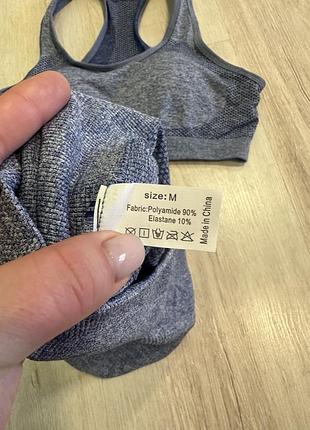 size: M
Fabric:Polyamide 90%
Elastane 10%
Made in China